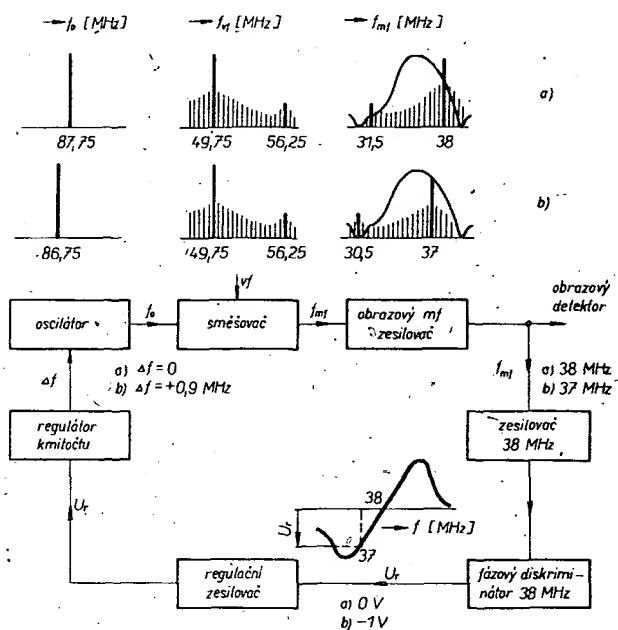 f₀ [MHz]
f_vf [MHz]
f_mf [MHz]
87,75
49,75
56,25
31,5
38
a)
86,75
49,75
56,25
30,5
37
b)
vf
obrazový
detektor
oscilátor
f₀
směšovač
f_mf
obrazový mf
zesilovač
Δf
a) Δf = 0
b) Δf = +0,9 MHz
f_mf
a) 38 MHz
b) 37 MHz
regulátor
kmitočtu
zesilovač
38 MHz
38
U_r
f [MHz]
37
U_r
regulační
zesilovač
U_r
a) 0 V
b) -1 V
fázový diskrimi-
nátor 38 MHz